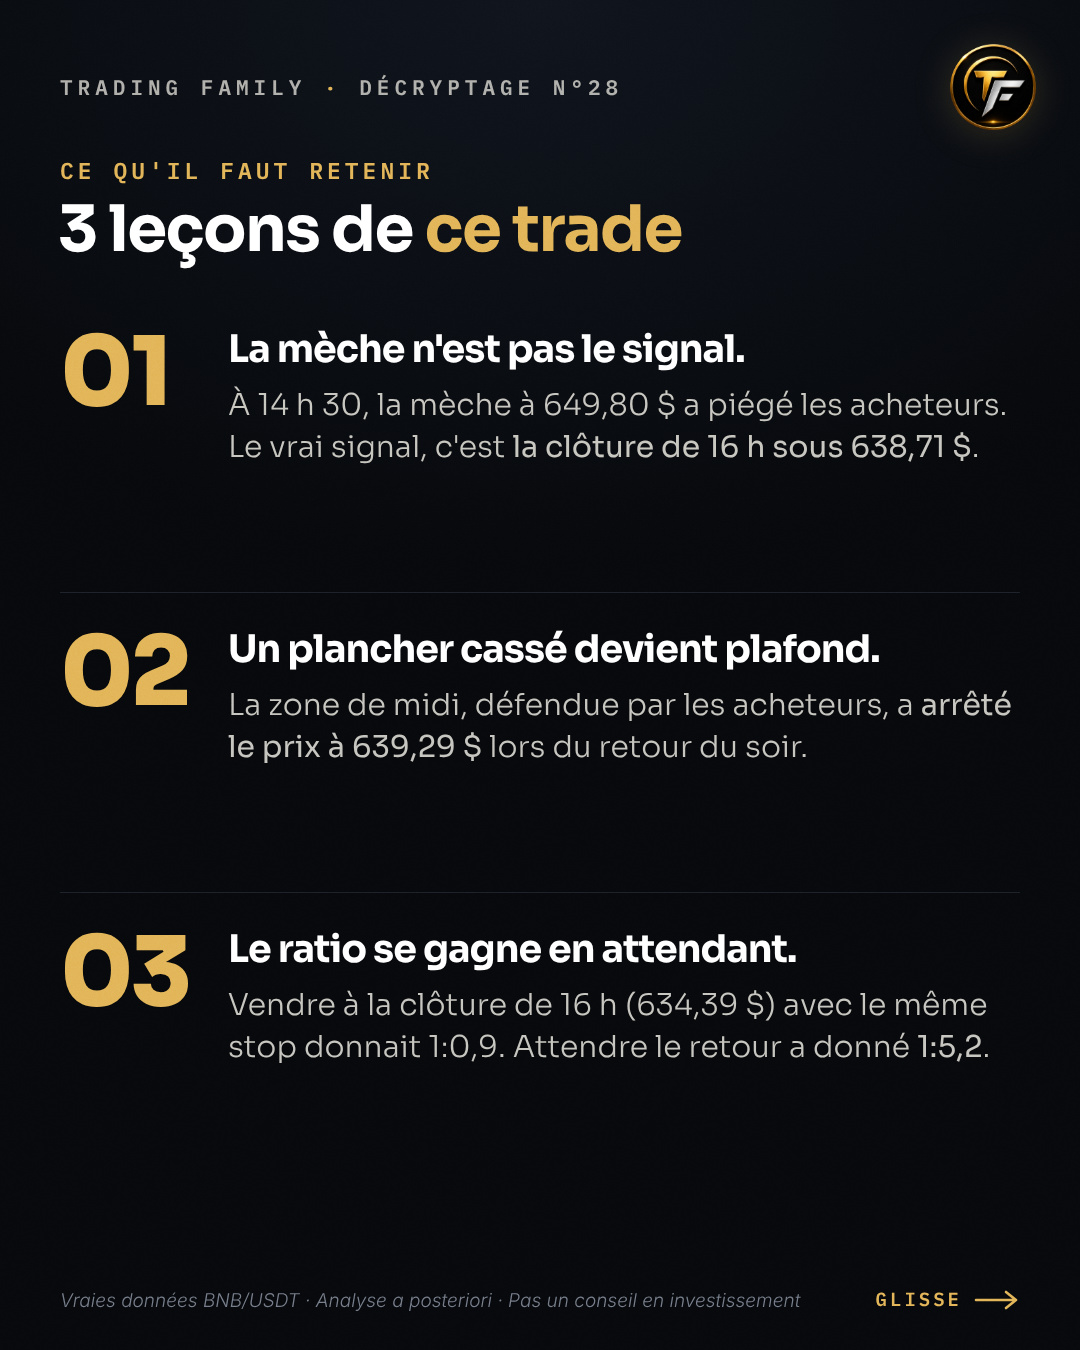 TRADING FAMILY · DÉCRYPTAGE N°28
TF
CE QU'IL FAUT RETENIR
3 leçons de ce trade
01
La mèche n'est pas le signal.
À 14 h 30, la mèche à 649,80 $ a piégé les acheteurs.
Le vrai signal, c'est la clôture de 16 h sous 638,71 $.
02
Un plancher cassé devient plafond.
La zone de midi, défendue par les acheteurs, a arrêté
le prix à 639,29 $ lors du retour du soir.
03
Le ratio se gagne en attendant.
Vendre à la clôture de 16 h (634,39 $) avec le même
stop donnait 1:0,9. Attendre le retour a donné 1:5,2.
Vraies données BNB/USDT · Analyse a posteriori · Pas un conseil en investissement
GLISSE →